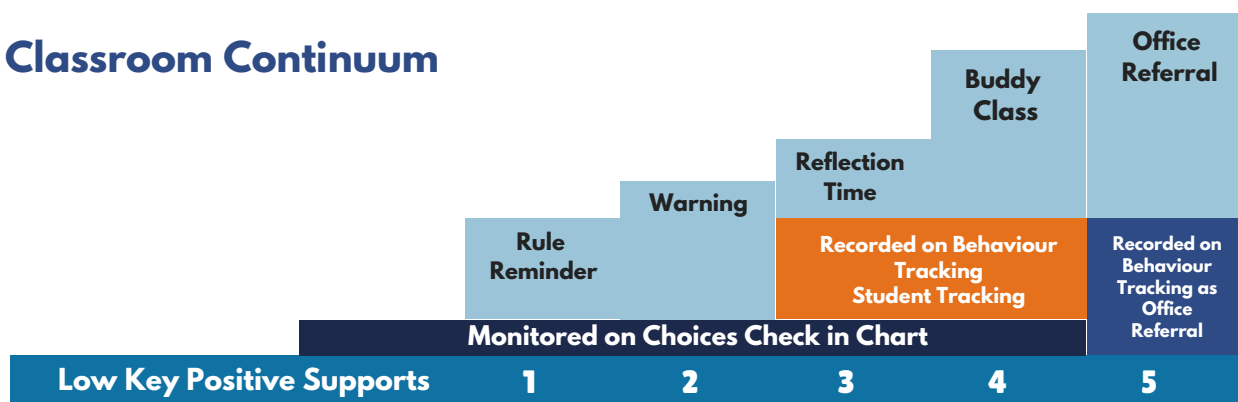 Classroom Continuum
Office
Referral
Buddy
Class
Reflection
Time
Warning
Rule
Reminder
Recorded on Behaviour
Tracking
Student Tracking
Recorded on
Behaviour
Tracking as
Office
Referral
Monitored on Choices Check in Chart
Low Key Positive Supports 1 2 3 4 5